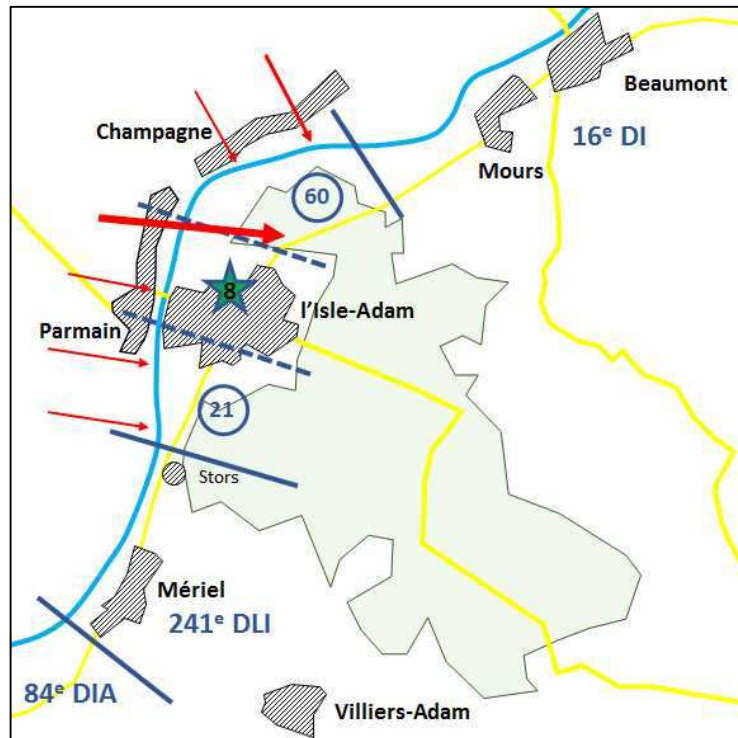 Beaumont
Champagne
16e DI
Mours
60
8
l'Isle-Adam
Parmain
21
Stors
Mériel
241e DLI
84e DIA
Villiers-Adam